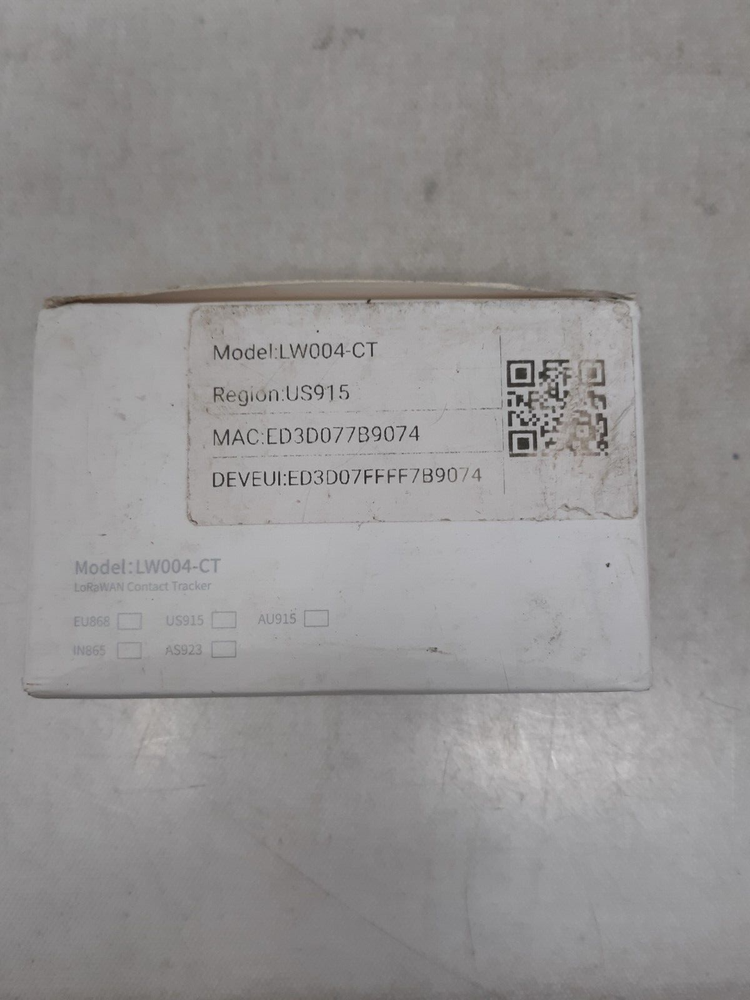 Model:LW004-CT
Region:US915
MAC:ED3D077B9074
DEVEUI:ED3D07FFFF7B9074
Model:LW004-CT
LoRaWAN Contact Tracker
EU868 US915 AU915
IN865 AS923